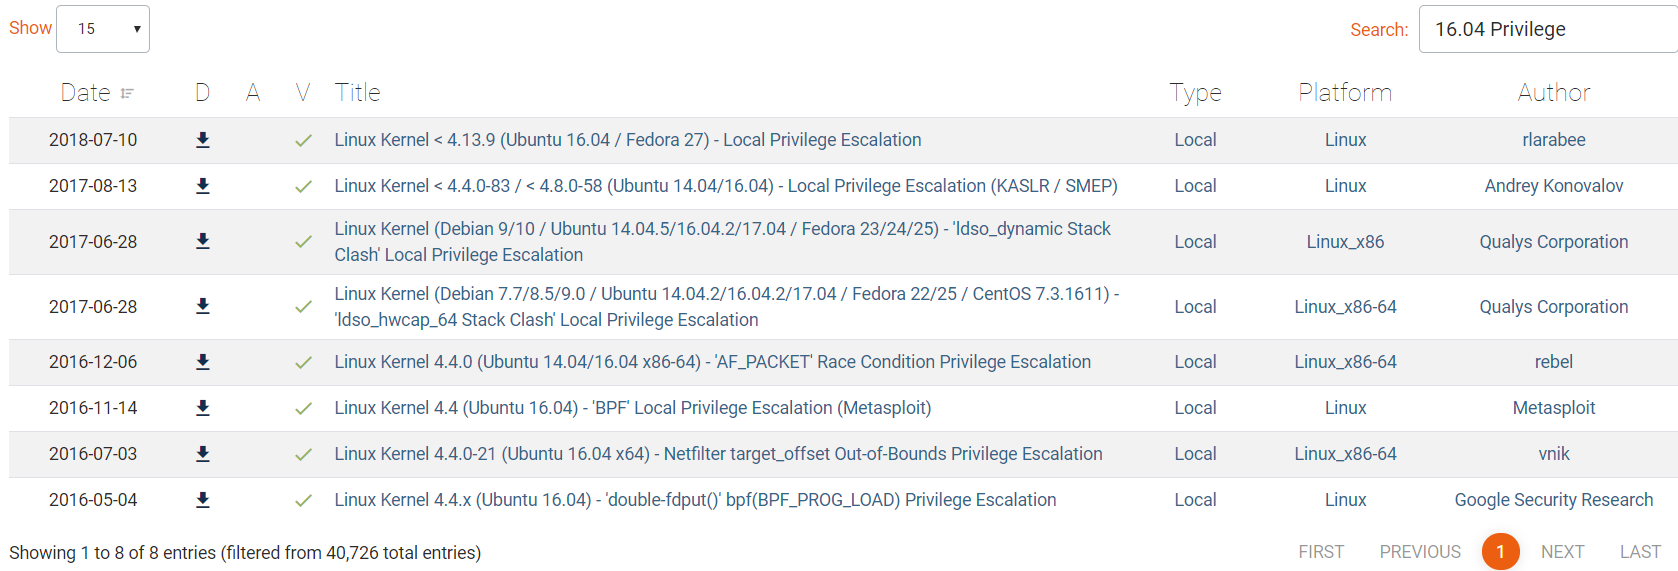 Show 15 Search: 16.04 Privilege
Date D A V Title Type Platform Author
2018-07-10 Linux Kernel < 4.13.9 (Ubuntu 16.04 / Fedora 27) - Local Privilege Escalation Local Linux rlarabee
2017-08-13 Linux Kernel < 4.4.0-83 / < 4.8.0-58 (Ubuntu 14.04/16.04) - Local Privilege Escalation (KASLR / SMEP) Local Linux Andrey Konovalov
2017-06-28 Linux Kernel (Debian 9/10 / Ubuntu 14.04.5/16.04.2/17.04 / Fedora 23/24/25) - 'ldso_dynamic Stack
Clash' Local Privilege Escalation Local Linux_x86 Qualys Corporation
2017-06-28 Linux Kernel (Debian 7.7/8.5/9.0 / Ubuntu 14.04.2/16.04.2/17.04 / Fedora 22/25 / CentOS 7.3.1611) -
'ldso_hwcap_64 Stack Clash' Local Privilege Escalation Local Linux_x86-64 Qualys Corporation
2016-12-06 Linux Kernel 4.4.0 (Ubuntu 14.04/16.04 x86-64) - 'AF_PACKET' Race Condition Privilege Escalation Local Linux_x86-64 rebel
2016-11-14 Linux Kernel 4.4 (Ubuntu 16.04) - 'BPF' Local Privilege Escalation (Metasploit) Local Linux Metasploit
2016-07-03 Linux Kernel 4.4.0-21 (Ubuntu 16.04 x64) - Netfilter target_offset Out-of-Bounds Privilege Escalation Local Linux_x86-64 vnik
2016-05-04 Linux Kernel 4.4.x (Ubuntu 16.04) - 'double-fdput()' bpf(BPF_PROG_LOAD) Privilege Escalation Local Linux Google Security Research
Showing 1 to 8 of 8 entries (filtered from 40,726 total entries) FIRST PREVIOUS 1 NEXT LAST